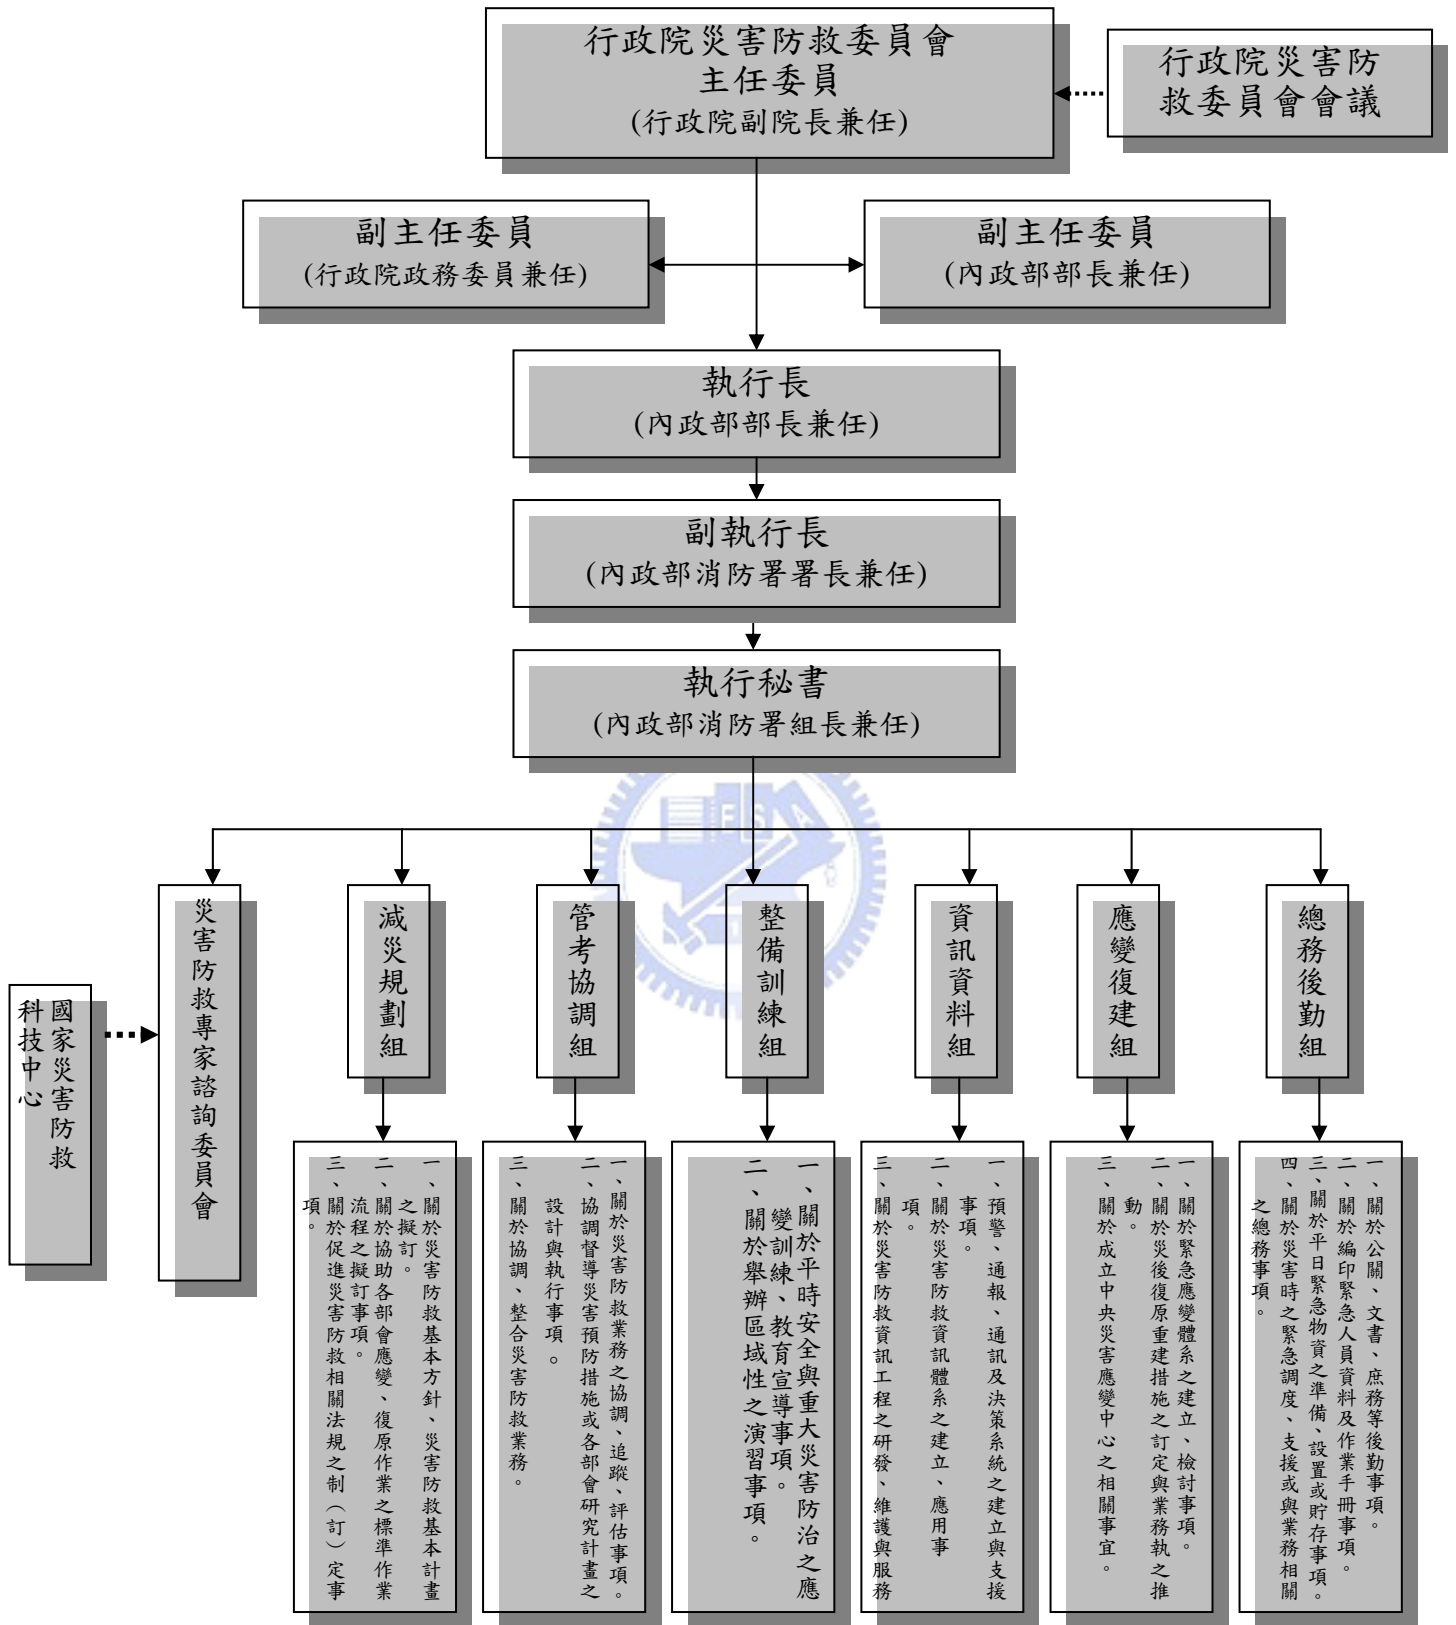 行政院災害防救委員會
主任委員
(行政院副院長兼任)
行政院災害防
救委員會會議
副主任委員
(行政院政務委員兼任)
副主任委員
(內政部部長兼任)
執行長
(內政部部長兼任)
副執行長
(內政部消防署署長兼任)
執行秘書
(內政部消防署組長兼任)
國家災害防救
科技中心
災害防救專家諮詢委員會
減災規劃組
管考協調組
整備訓練組
資訊資料組
應變復建組
總務後勤組
一、關於災害防救基本方針、災害防救基本計畫
之擬訂。
二、關於協助各部會應變、復原作業之標準作業
流程之擬訂事項。
三、關於促進災害防救相關法規之制（訂）定事
項。
一、關於災害防救業務之協調、追蹤、評估事項。
二、協調督導災害預防措施或各部會研究計畫之
設計與執行事項。
三、關於協調、整合災害防救業務。
一、關於平時安全與重大災害防治之應
變訓練、教育宣導事項。
二、關於舉辦區域性之演習事項。
一、預警、通報、通訊及決策系統之建立與支援
事項。
二、關於災害防救資訊體系之建立、應用事
項。
三、關於災害防救資訊工程之研發、維護與服務
一、關於緊急應變體系之建立、檢討事項。
二、關於災後復原重建措施之訂定與業務執之推
動。
三、關於成立中央災害應變中心之相關事宜。
一、關於公關、文書、庶務等後勤事項。
二、關於編印緊急人員資料及作業手冊事項。
三、關於平日緊急物資之準備、設置或貯存事項。
四、關於災害時之緊急調度、支援或與業務相關
之總務事項。